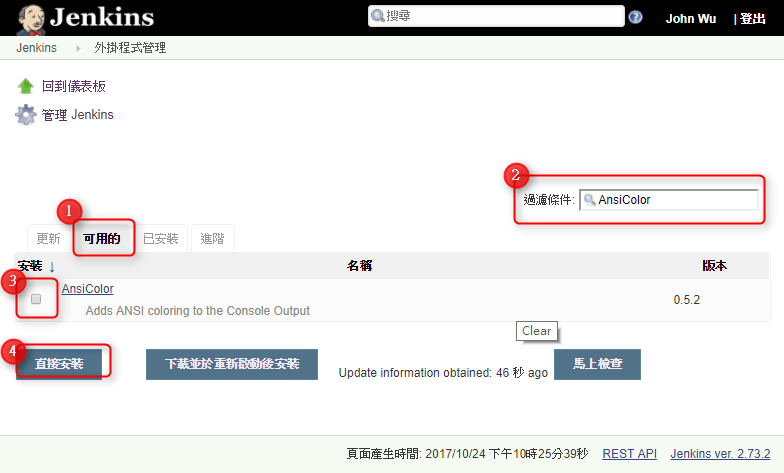 Jenkins
搜尋
John Wu
| 登出
Jenkins
外掛程式管理
回到儀表板
管理 Jenkins
2
過濾條件: AnsiColor
1
更新 可用的 已安裝 進階
安裝 ↓ 名稱 版本
3
AnsiColor 0.5.2
Adds ANSI coloring to the Console Output
Clear
4
直接安裝 下載並於重新啟動後安裝 Update information obtained: 46 秒 ago 馬上檢查
頁面產生時間: 2017/10/24 下午10時25分39秒 REST API Jenkins ver. 2.73.2